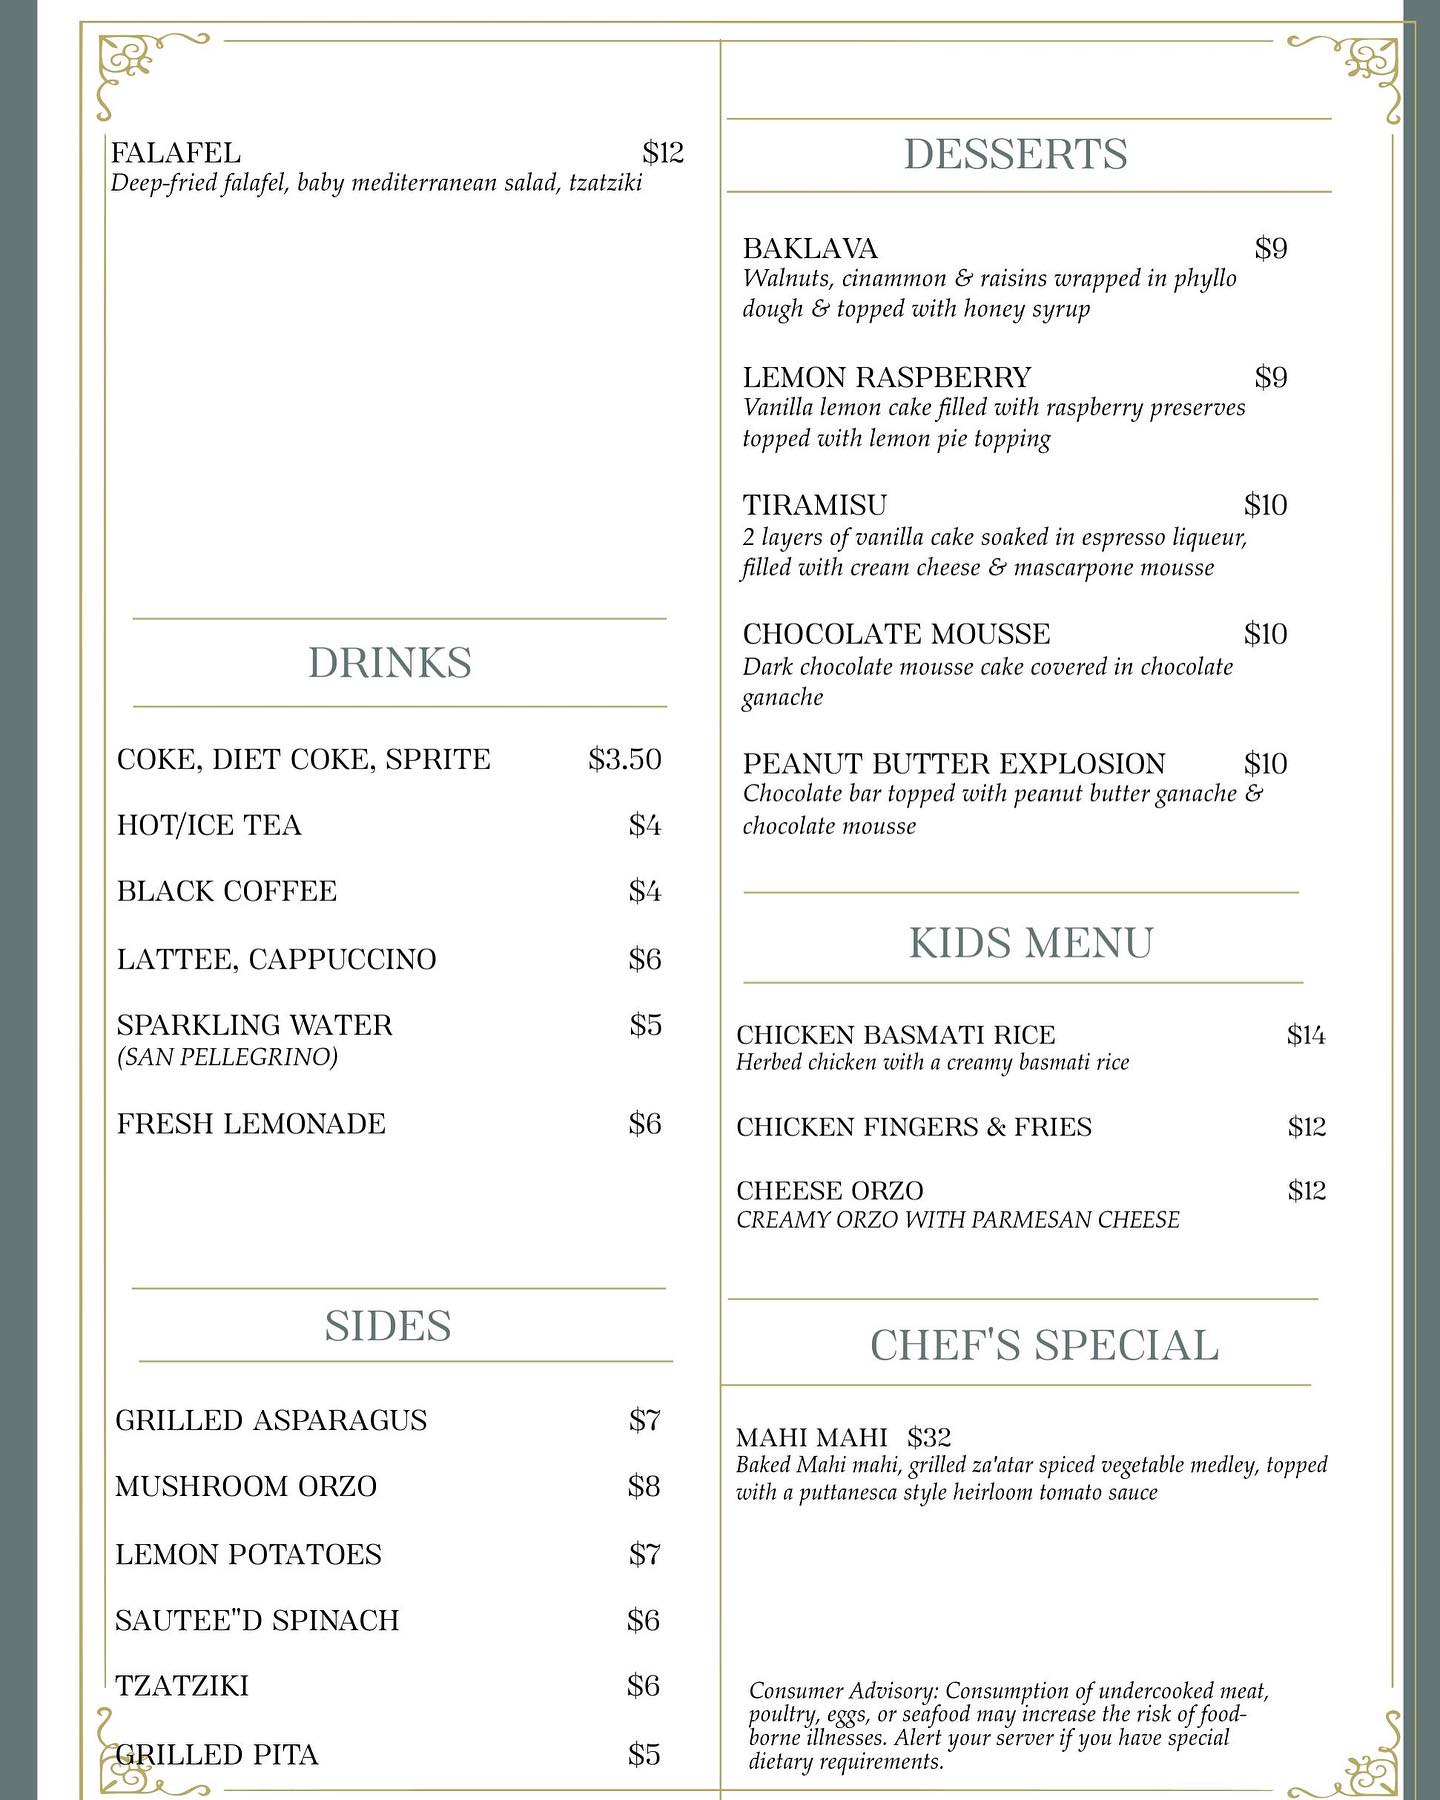 FALAFEL $12
Deep-fried falafel, baby mediterranean salad, tzatziki
DRINKS
COKE, DIET COKE, SPRITE $3.50
HOT/ICE TEA $4
BLACK COFFEE $4
LATTEE, CAPPUCCINO $6
SPARKLING WATER $5
(SAN PELLEGRINO)
FRESH LEMONADE $6
SIDES
GRILLED ASPARAGUS $7
MUSHROOM ORZO $8
LEMON POTATOES $7
SAUTEE"D SPINACH $6
TZATZIKI $6
GRILLED PITA $5
DESSERTS
BAKLAVA $9
Walnuts, cinammon & raisins wrapped in phyllo
dough & topped with honey syrup
LEMON RASPBERRY $9
Vanilla lemon cake filled with raspberry preserves
topped with lemon pie topping
TIRAMISU $10
2 layers of vanilla cake soaked in espresso liqueur,
filled with cream cheese & mascarpone mousse
CHOCOLATE MOUSSE $10
Dark chocolate mousse cake covered in chocolate
ganache
PEANUT BUTTER EXPLOSION $10
Chocolate bar topped with peanut butter ganache &
chocolate mousse
KIDS MENU
CHICKEN BASMATI RICE $14
Herbed chicken with a creamy basmati rice
CHICKEN FINGERS & FRIES $12
CHEESE ORZO $12
CREAMY ORZO WITH PARMESAN CHEESE
CHEF'S SPECIAL
MAHI MAHI $32
Baked Mahi mahi, grilled za'atar spiced vegetable medley, topped
with a puttanesca style heirloom tomato sauce
Consumer Advisory: Consumption of undercooked meat,
poultry, eggs, or seafood may increase the risk of food-
borne illnesses. Alert your server if you have special
dietary requirements.